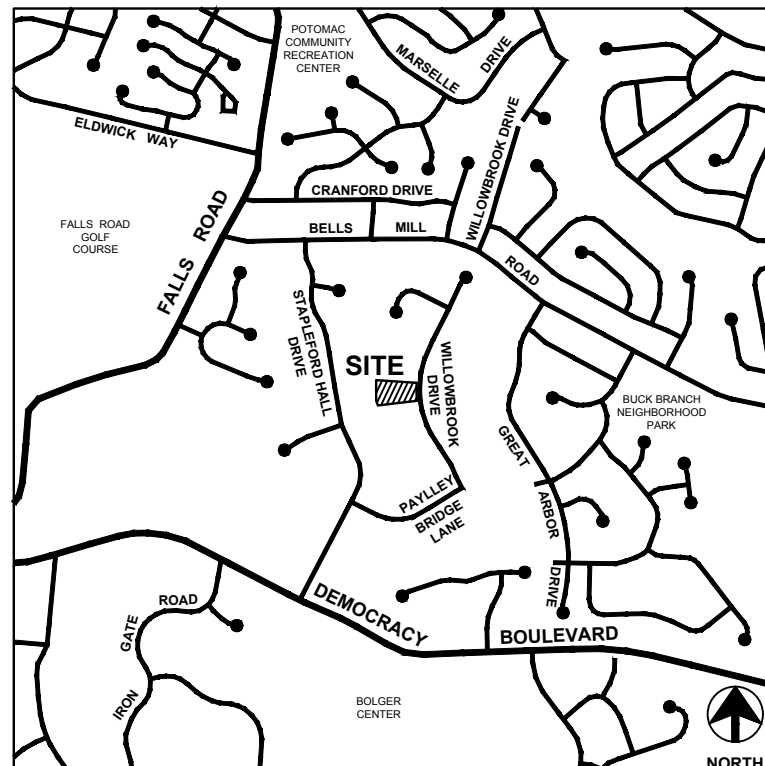 POTOMAC
COMMUNITY
RECREATION
CENTER
MARSELLE
DRIVE
ELDWICK WAY
WILLOWBROOK DRIVE
CRANFORD DRIVE
FALLS ROAD
GOLF
COURSE
FALLS ROAD
BELLS MILL ROAD
STAPLEFORD HALL
DRIVE
SITE
WILLOWBROOK
DRIVE
BUCK BRANCH
NEIGHBORHOOD
PARK
GREAT ARBOR DRIVE
PAYLLEY
BRIDGE LANE
DEMOCRACY BOULEVARD
IRON GATE ROAD
BOLGER
CENTER
NORTH